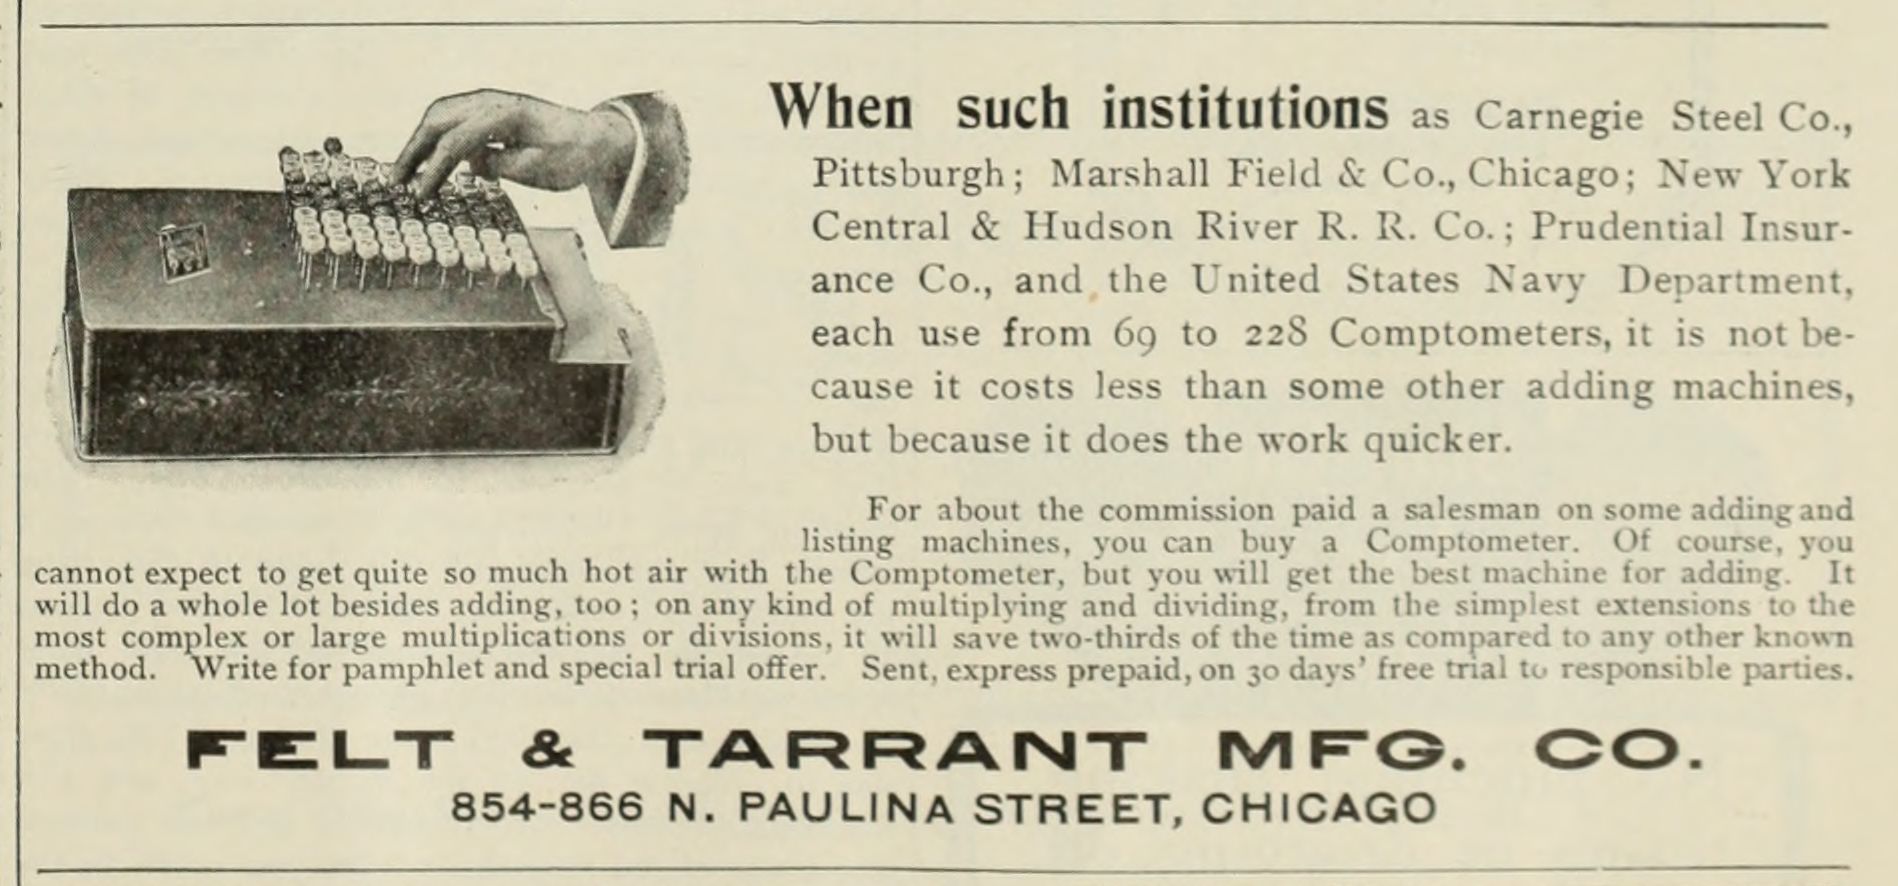 When such institutions as Carnegie Steel Co.,
Pittsburgh; Marshall Field & Co., Chicago; New York
Central & Hudson River R. R. Co.; Prudential Insur-
ance Co., and the United States Navy Department,
each use from 69 to 228 Comptometers, it is not be-
cause it costs less than some other adding machines,
but because it does the work quicker.
For about the commission paid a salesman on some adding and
listing machines, you can buy a Comptometer. Of course, you
cannot expect to get quite so much hot air with the Comptometer, but you will get the best machine for adding. It
will do a whole lot besides adding, too; on any kind of multiplying and dividing, from the simplest extensions to the
most complex or large multiplications or divisions, it will save two-thirds of the time as compared to any other known
method. Write for pamphlet and special trial offer. Sent, express prepaid, on 30 days' free trial to responsible parties.
FELT & TARRANT MFG. CO.
854-866 N. PAULINA STREET, CHICAGO